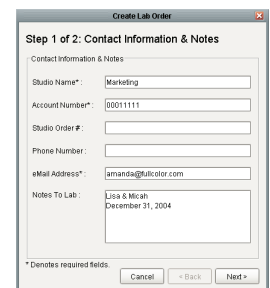 Create Lab Order
Step 1 of 2: Contact Information & Notes
Contact Information & Notes
Studio Name* : Marketing
Account Number* : 00011111
Studio Order # :
Phone Number :
eMail Address* : amanda@fullcolor.com
Notes To Lab : Lisa & Micah
December 31, 2004
* Denotes required fields.
Cancel < Back Next >